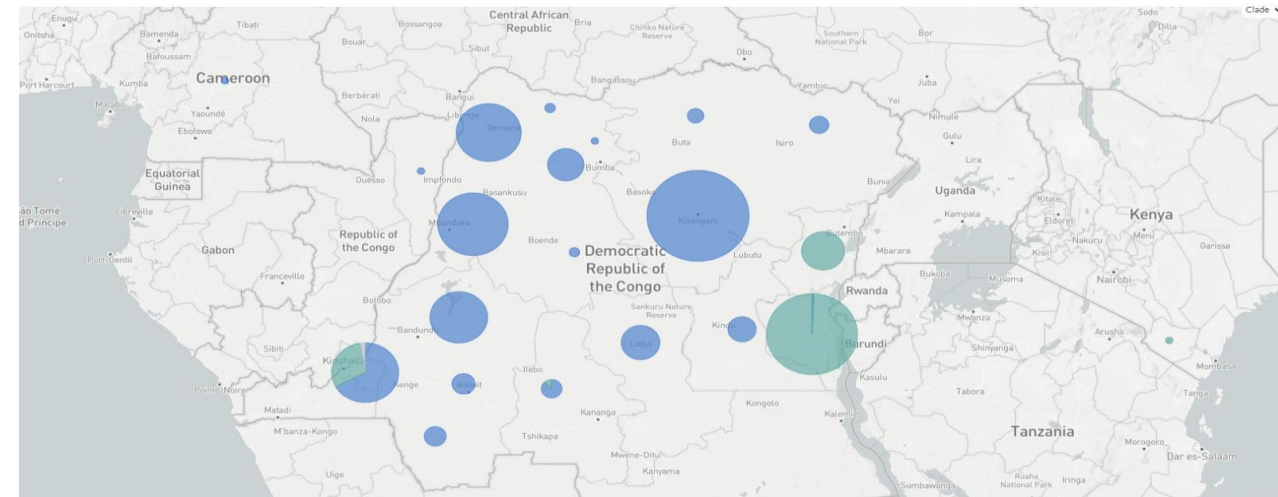 Clade
Enugu
Onitsha
Bamenda
Tibati
Bossangoa
Central African
Republic
Bria
Chinko Nature
Reserve
Southern
National Park
Bor
Sodo
Dilla
Bafoussam
Bouar
Sibut
Obo
Port Harcourt
Kumba
Cameroon
Bangassou
Yambio
Juba
Malabo
Yaoundé
Berbérati
Bangui
Yei
Ebolowa
Nola
Libenge
Gemena
Nimule
Gulu
Buta
Isiro
Equatorial
Guinea
Ouesso
Impfondo
Bumba
Lira
Basankusu
Basoko
Bunia
Uganda
Kitale
São Tomé
d Príncipe
Libreville
Mbandaka
Kisangani
Kampala
Eldoret
Kenya
Republic of
the Congo
Boende
Butembo
Nakuru
Meru
Gabon
Democratic
Republic of
the Congo
Lubutu
Mbarara
Kisii
Garissa
Port-Gentil
Franceville
Bukoba
Musoma
Nairobi
Bolobo
Sankuru Nature
Reserve
Rwanda
Bandundu
Kindu
Mwanza
Arusha
Sibiti
Lodja
Burundi
Shinyanga
Kinshasa
Ilebo
Mombasa
Pointe-Noire
Kenge
Kikwit
Kasulu
Tabora
Tanga
Matadi
Kananga
Kongolo
Kalemie
M'banza-Kongo
Tshikapa
Tanzania
Morogoro
Mwene-Ditu
Dar es-Salaam
Uíge
Kanyama
Ruaha
National Park
Iringa
Sumbawanga